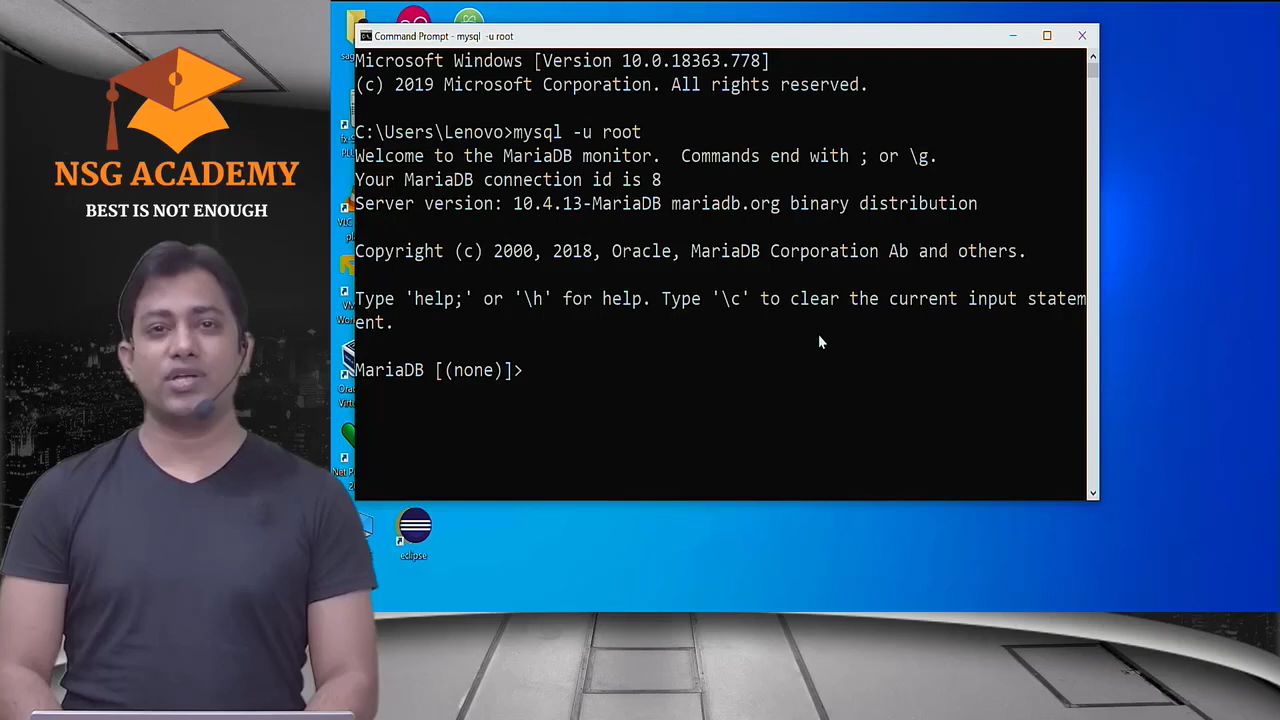 NSG ACADEMY
BEST IS NOT ENOUGH
Command Prompt - mysql -u root
Microsoft Windows [Version 10.0.18363.778]
(c) 2019 Microsoft Corporation. All rights reserved.
C:\Users\Lenovo>mysql -u root
Welcome to the MariaDB monitor.  Commands end with ; or \g.
Your MariaDB connection id is 8
Server version: 10.4.13-MariaDB mariadb.org binary distribution
Copyright (c) 2000, 2018, Oracle, MariaDB Corporation Ab and others.
Type 'help;' or '\h' for help. Type '\c' to clear the current input statem
ent.
MariaDB [(none)]>
eclipse